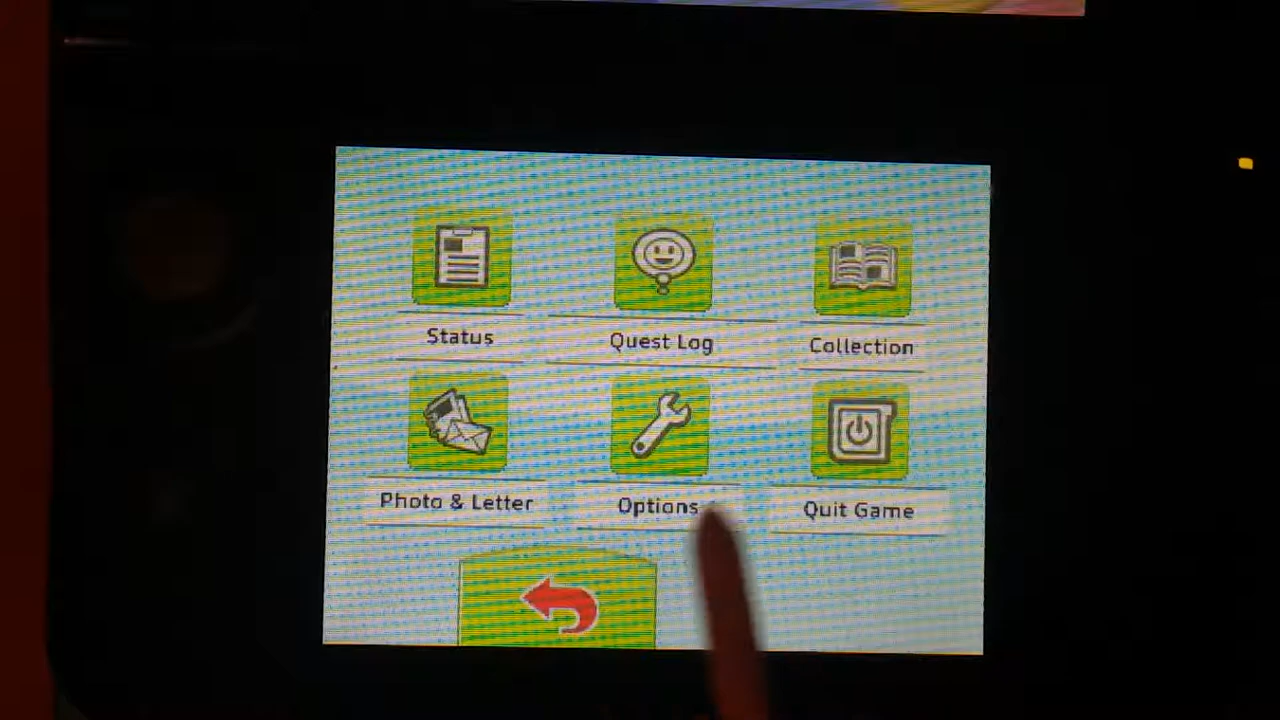 Status
Quest Log
Collection
Photo & Letter
Options
Quit Game